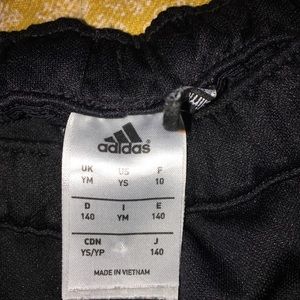 adidas
UK US F
YM YS 10
D I E
140 YM 140
CDN J
YS/YP 140
MADE IN VIETNAM